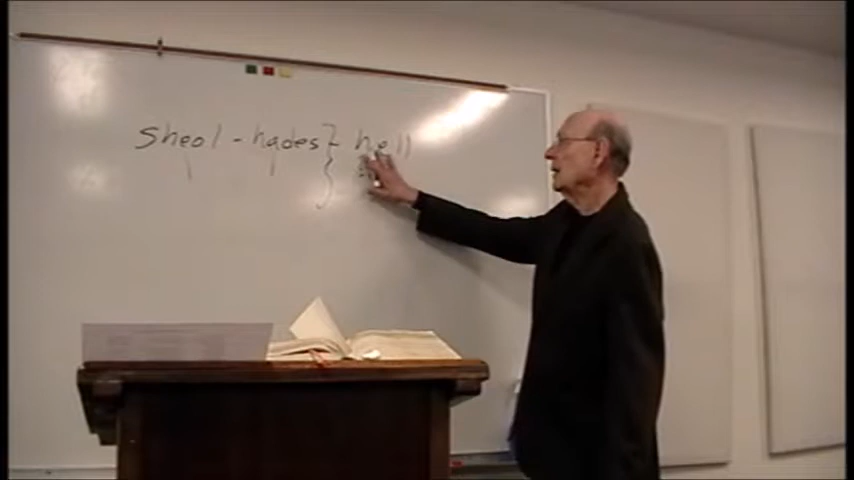 sheol - hades } - hell